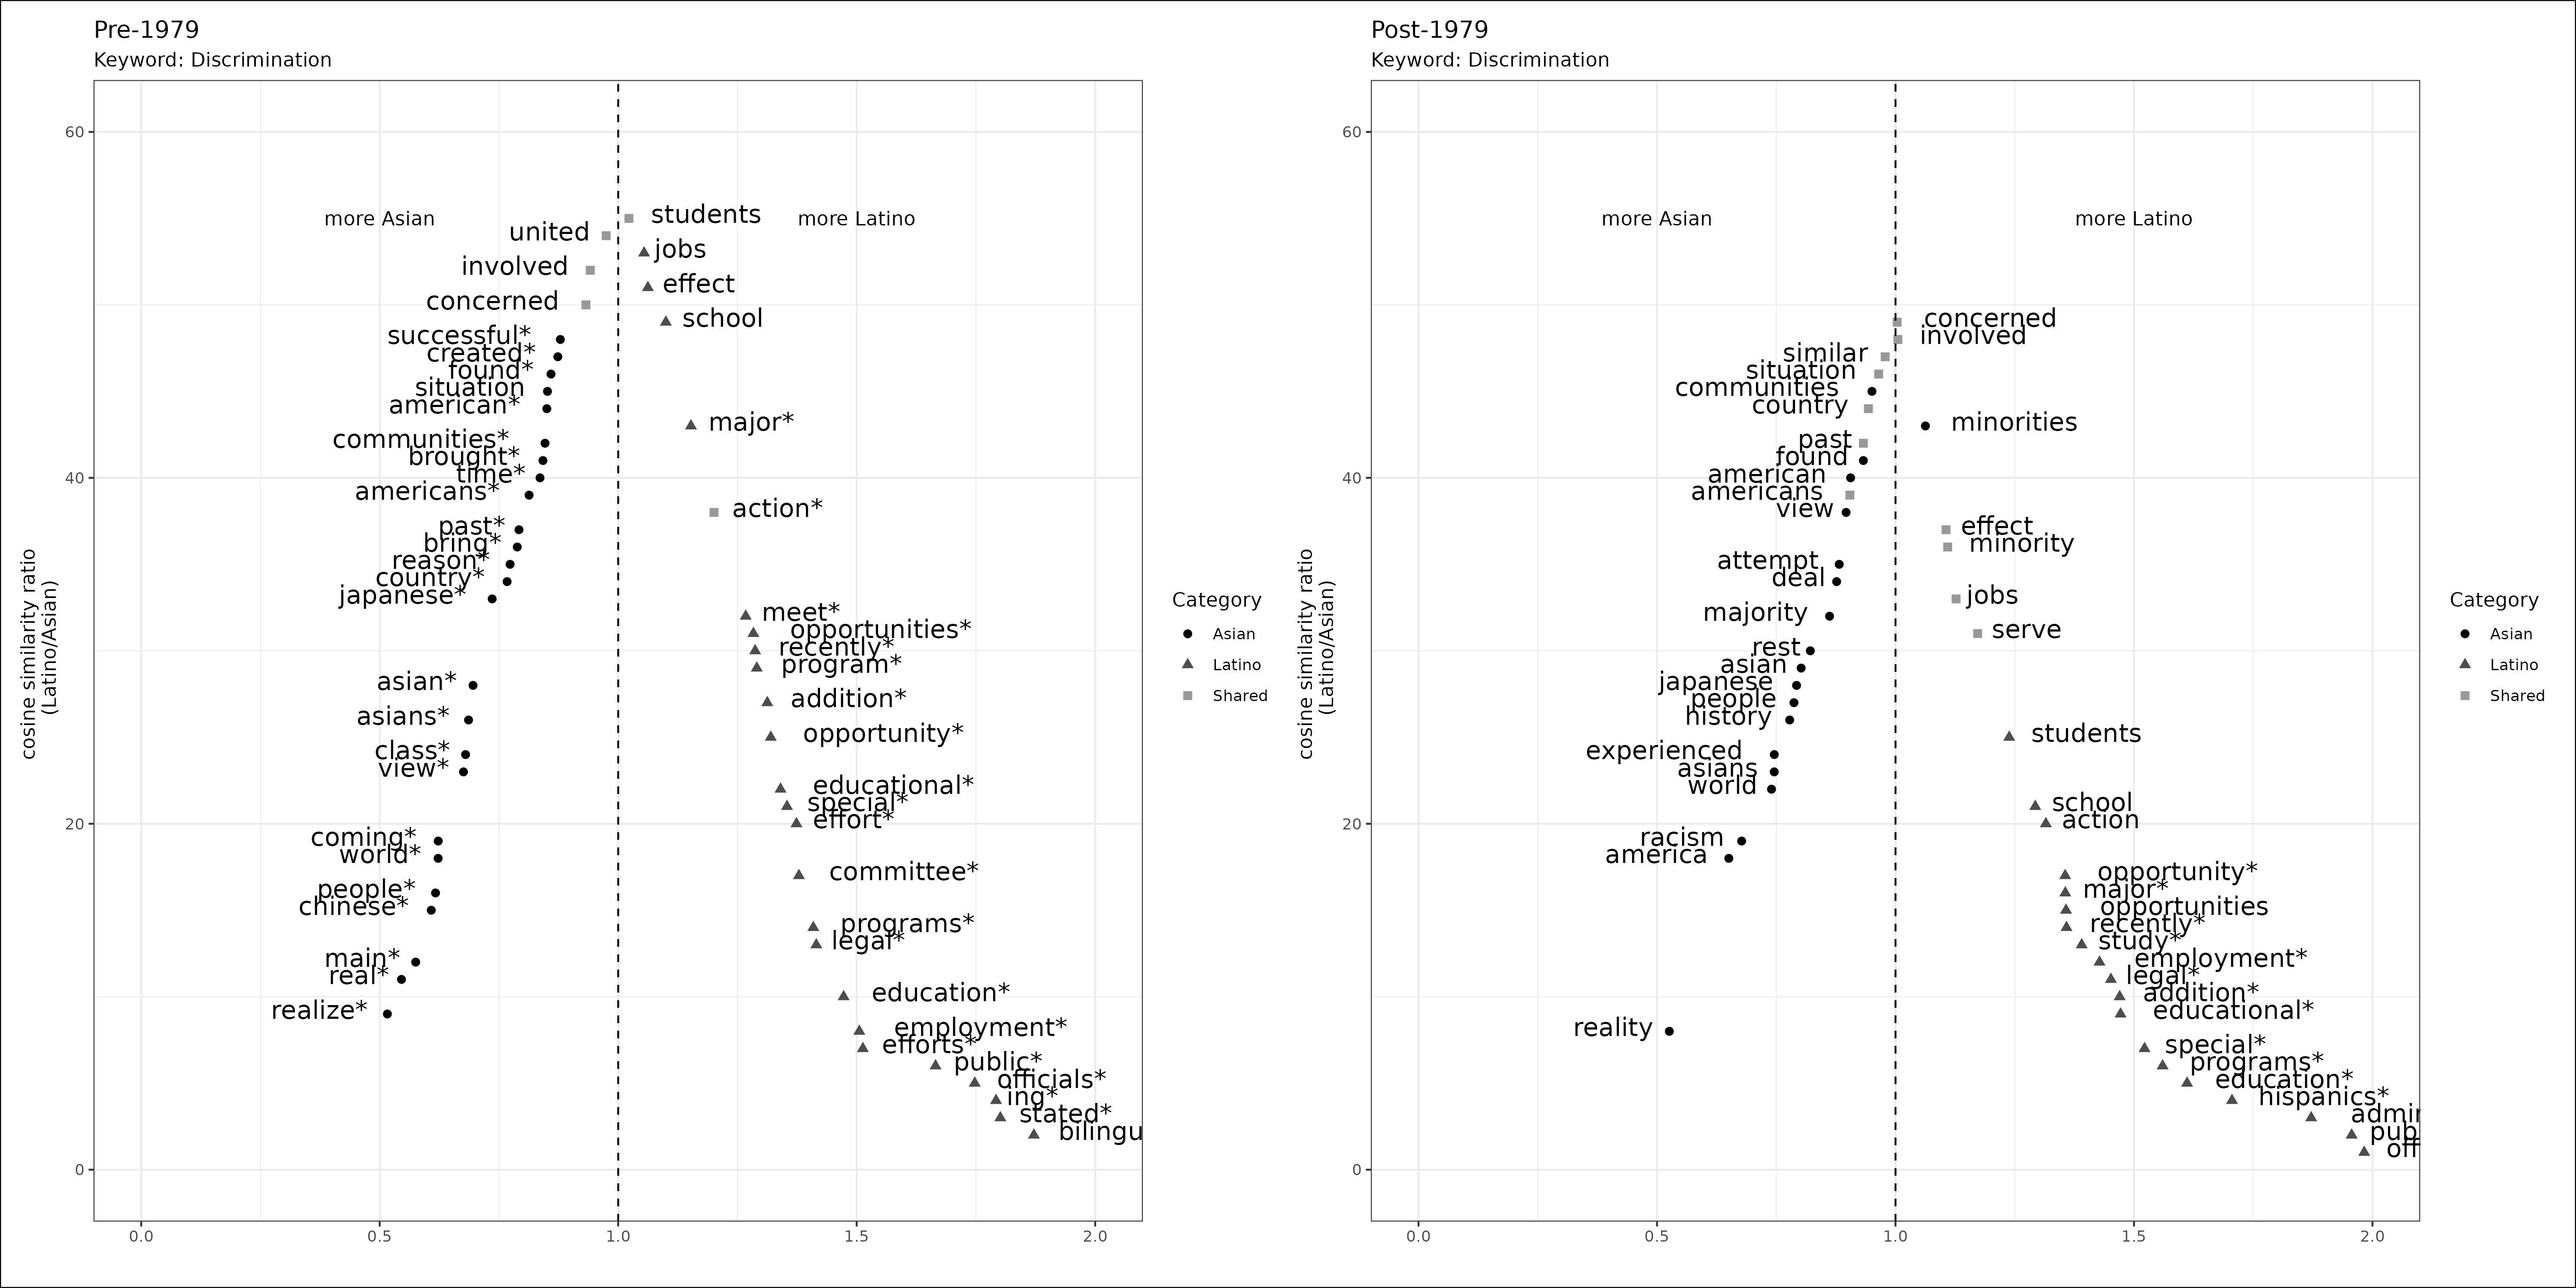 Pre-1979
Keyword: Discrimination
60
40
20
0
cosine similarity ratio
(Latino/Asian)
more Asian
more Latino
students
united
jobs
involved
effect
concerned
school
successful*
created*
found*
situation
american*
major*
communities*
brought*
time*
americans*
action*
past*
bring*
reason*
country*
japanese*
meet*
opportunities*
recently*
program*
asian*
addition*
asians*
opportunity*
class*
view*
educational*
special*
effort*
coming*
world*
committee*
people*
chinese*
programs*
legal*
main*
real*
education*
realize*
employment*
efforts*
public*
officials*
ing*
stated*
bilingu
0.0
0.5
1.0
1.5
2.0
Category
Asian
Latino
Shared
Post-1979
Keyword: Discrimination
60
40
20
0
cosine similarity ratio
(Latino/Asian)
more Asian
more Latino
concerned
involved
similar
situation
communities
country
minorities
past
found
american
americans
view
effect
minority
attempt
deal
jobs
majority
serve
rest
asian
japanese
people
history
students
experienced
asians
world
school
action
racism
america
opportunity*
major*
opportunities
recently*
study*
employment*
legal*
addition*
educational*
reality
special*
programs*
education*
hispanics*
admin
pub
off
0.0
0.5
1.0
1.5
2.0
Category
Asian
Latino
Shared